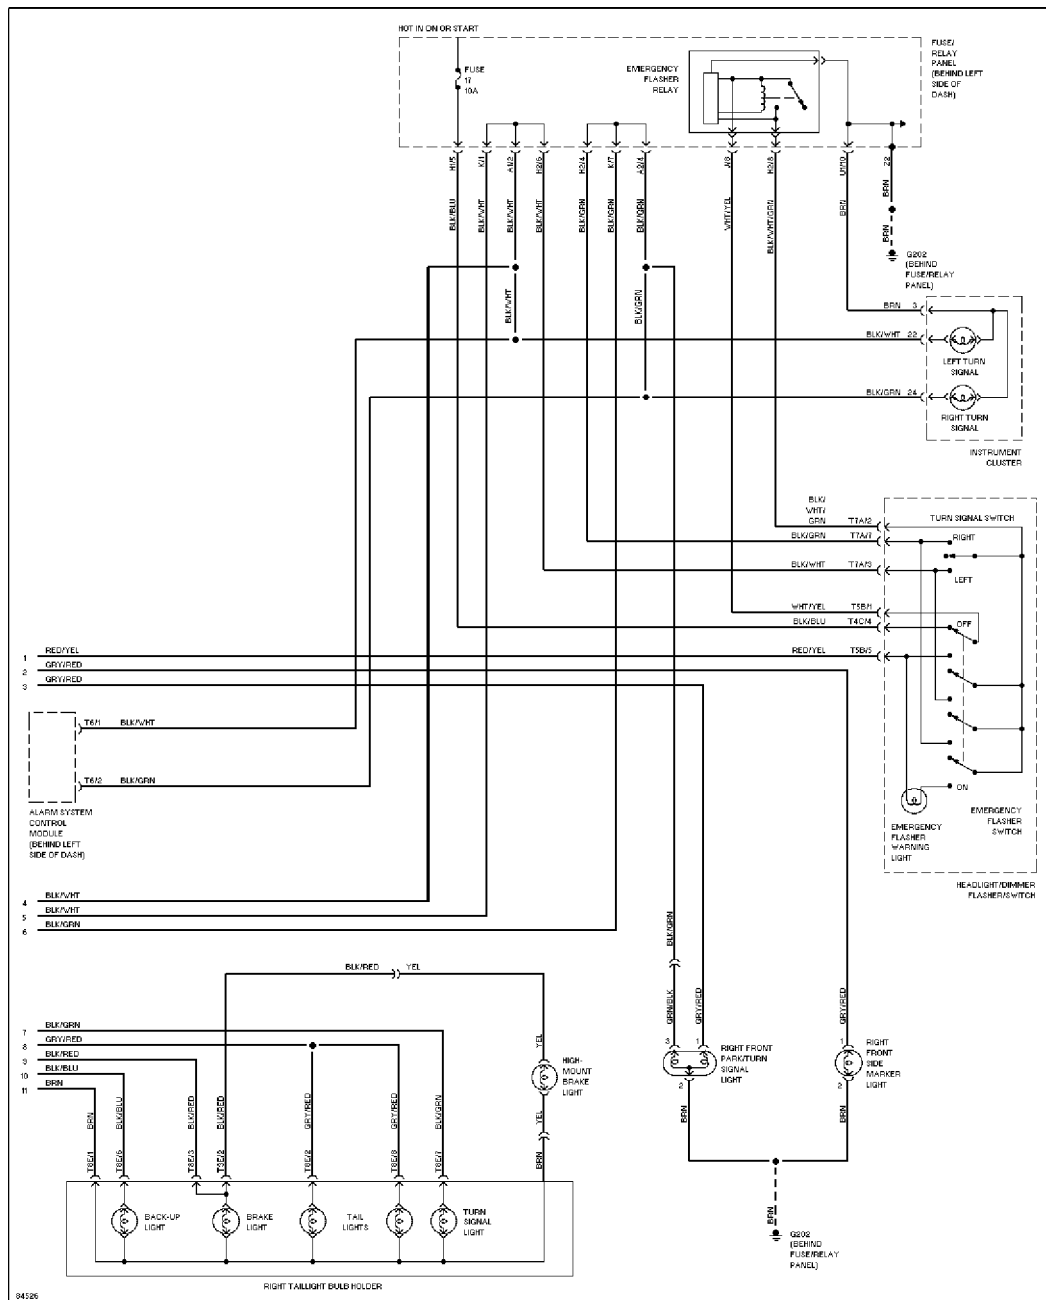 HOT IN ON OR START
FUSE
17
10A
EMERGENCY
FLASHER
RELAY
FUSE/
RELAY
PANEL
(BEHIND LEFT
SIDE OF
DASH)
H1/5
K/1
A1/2
H2/5
H2/4
K/7
A2/4
J/8
H2/8
U1/10
Z2
BLK/BLU
BLK/WHT
BLK/WHT
BLK/WHT
BLK/GRN
BLK/GRN
BLK/GRN
WHT/YEL
BLK/WHT/GRN
BRN
BRN
BRN
G202
(BEHIND
FUSE/RELAY
PANEL)
BLK/WHT
BLK/GRN
BRN 3
BLK/WHT 22
LEFT TURN
SIGNAL
BLK/GRN 24
RIGHT TURN
SIGNAL
INSTRUMENT
CLUSTER
BLK/
WHT/
GRN T7A/2
BLK/GRN T7A/7
BLK/WHT T7A/3
WHT/YEL T5B/1
BLK/BLU T4C/4
RED/YEL T5B/5
TURN SIGNAL SWITCH
RIGHT
LEFT
OFF
ON
EMERGENCY
FLASHER
SWITCH
EMERGENCY
FLASHER
WARNING
LIGHT
HEADLIGHT/DIMMER
FLASHER/SWITCH
1 RED/YEL
2 GRY/RED
3 GRY/RED
T6/1 BLK/WHT
T6/2 BLK/GRN
ALARM SYSTEM
CONTROL
MODULE
(BEHIND LEFT
SIDE OF DASH)
4 BLK/WHT
5 BLK/WHT
6 BLK/GRN
BLK/RED YEL
7 BLK/GRN
8 GRY/RED
9 BLK/RED
10 BLK/BLU
11 BRN
BLK/GRN
GRN/BLK
GRY/RED
GRY/RED
YEL
HIGH-
MOUNT
BRAKE
LIGHT
YEL
BRN
3 1
RIGHT FRONT
PARK/TURN
SIGNAL
LIGHT
2
1
RIGHT
FRONT
SIDE
MARKER
LIGHT
2
BRN
BRN
BRN
BLK/BLU
BLK/RED
BLK/RED
GRY/RED
GRY/RED
BLK/GRN
T8E/1
T8E/6
T8E/3
T3E/2
T8E/2
T8E/8
T8E/7
BACK-UP
LIGHT
BRAKE
LIGHT
TAIL
LIGHTS
TURN
SIGNAL
LIGHT
RIGHT TAILLIGHT BULB HOLDER
BRN
G202
(BEHIND
FUSE/RELAY
PANEL)
84526